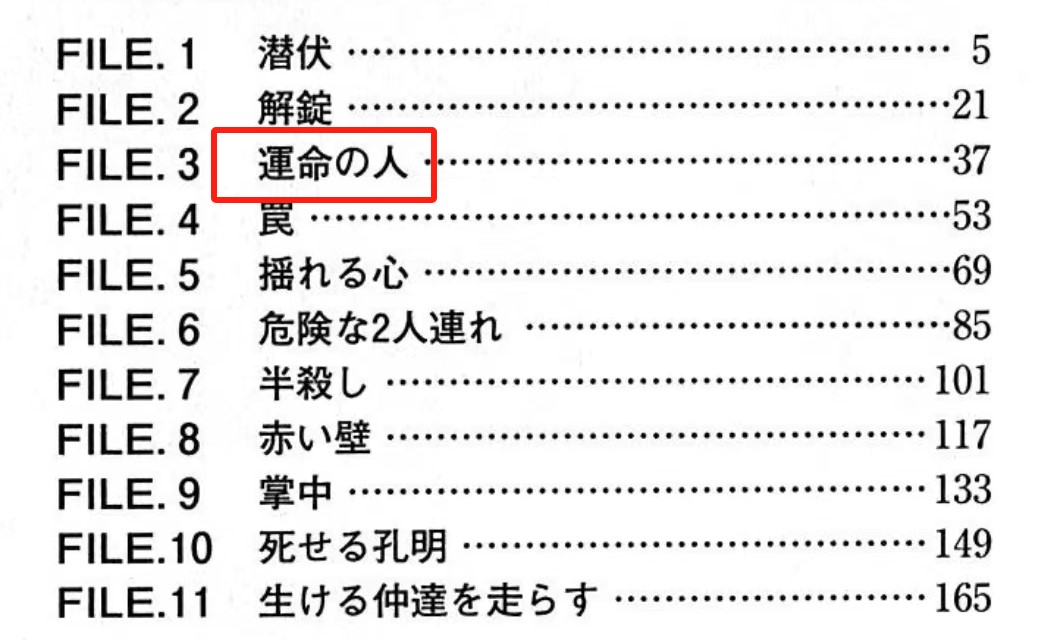 FILE. 1 潜伏 …………………………………… 5
FILE. 2 解錠 ……………………………………21
FILE. 3 運命の人 ………………………………37
FILE. 4 罠 ………………………………………53
FILE. 5 揺れる心 ………………………………69
FILE. 6 危険な2人連れ …………………………85
FILE. 7 半殺し ………………………………… 101
FILE. 8 赤い壁 ………………………………… 117
FILE. 9 掌中 …………………………………… 133
FILE.10 死せる孔明 …………………………… 149
FILE.11 生ける仲達を走らす ………………… 165